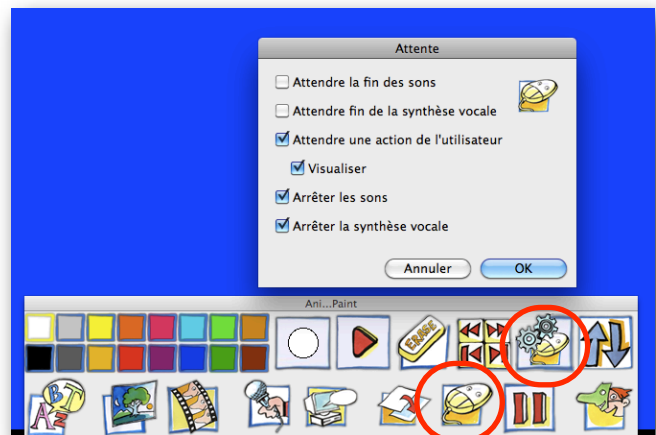 Attente
Attendre la fin des sons
Attendre fin de la synthèse vocale
Attendre une action de l'utilisateur
Visualiser
Arrêter les sons
Arrêter la synthèse vocale
Annuler
OK
Ani...Paint
ERASE
B T
A Z